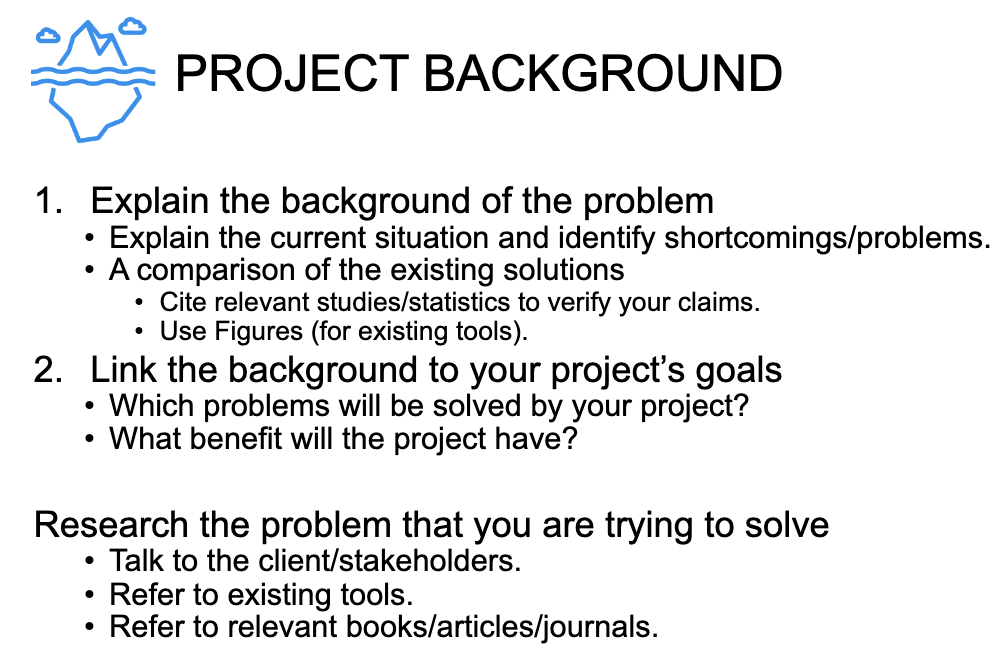 PROJECT BACKGROUND
1. Explain the background of the problem
• Explain the current situation and identify shortcomings/problems.
• A comparison of the existing solutions
• Cite relevant studies/statistics to verify your claims.
• Use Figures (for existing tools).
2. Link the background to your project’s goals
• Which problems will be solved by your project?
• What benefit will the project have?
Research the problem that you are trying to solve
• Talk to the client/stakeholders.
• Refer to existing tools.
• Refer to relevant books/articles/journals.